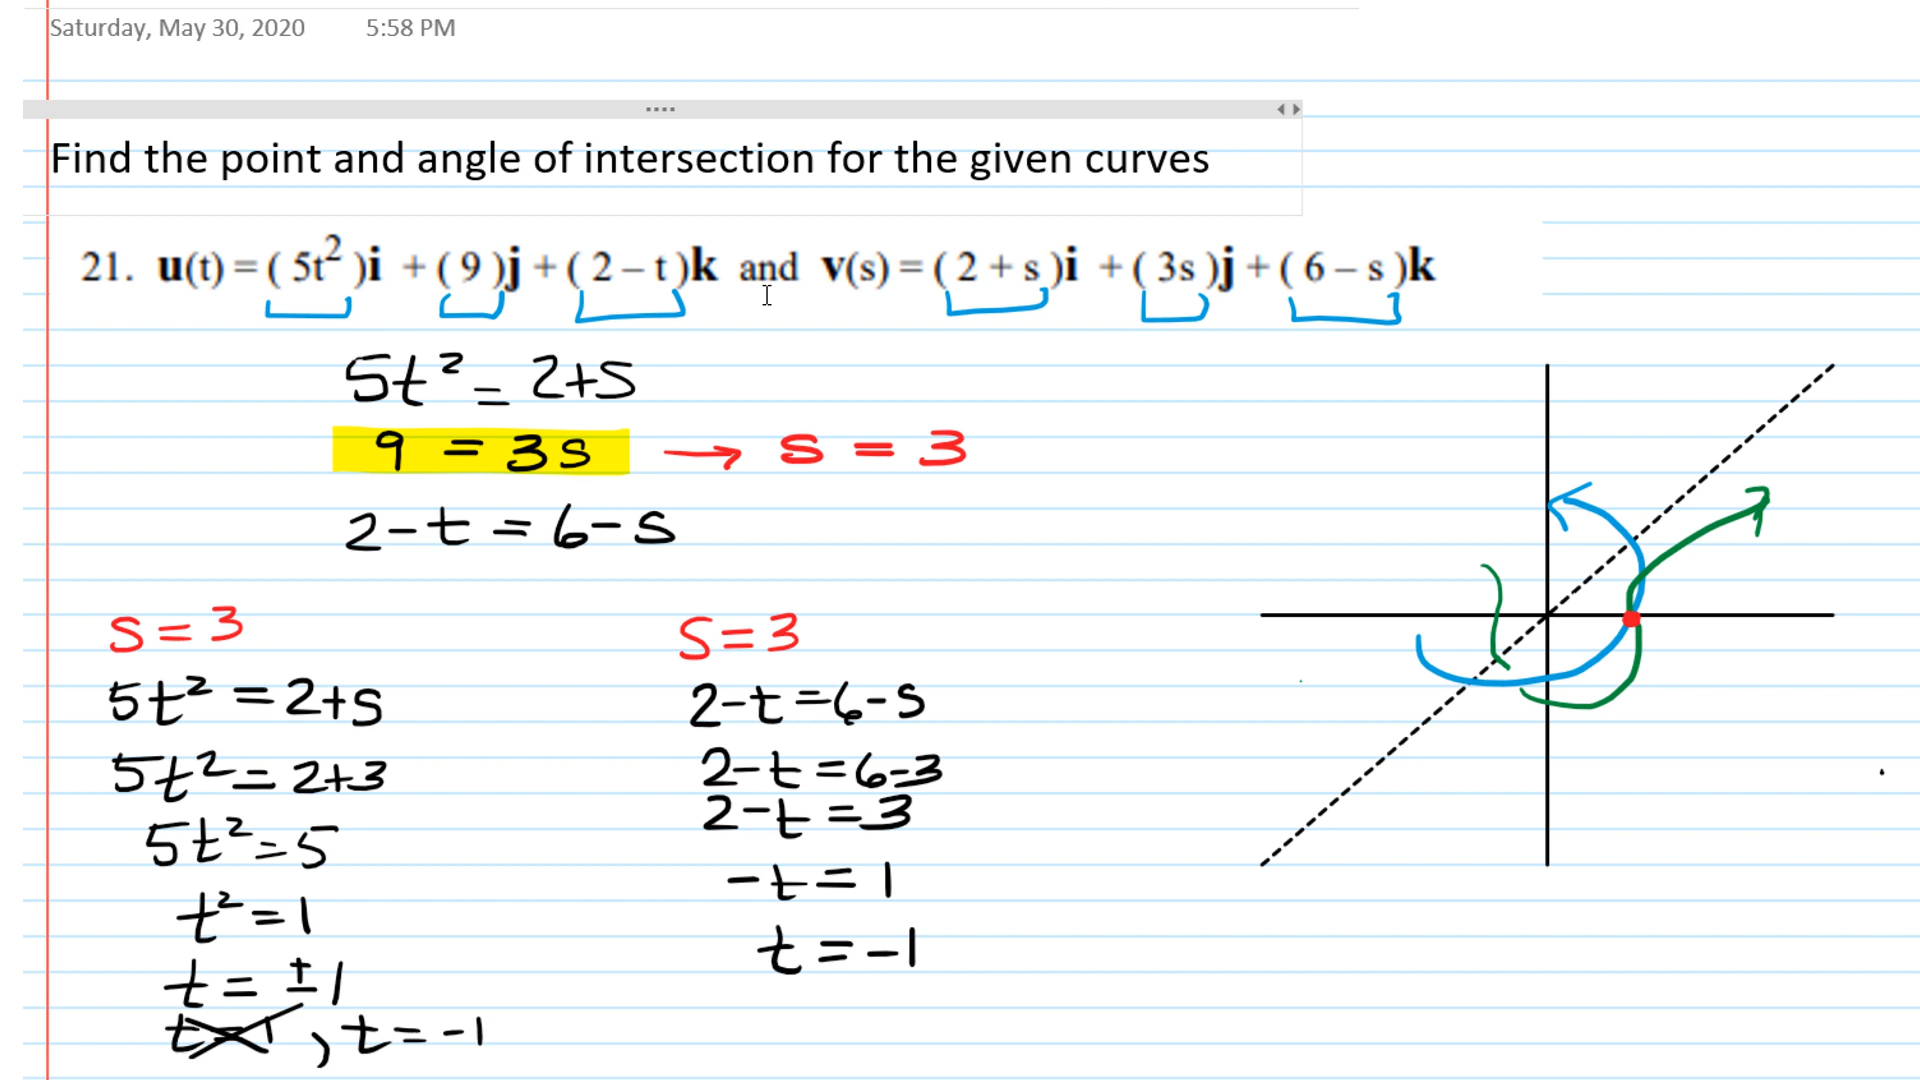 Saturday, May 30, 2020 5:58 PM
Find the point and angle of intersection for the given curves
21. u(t) = ( 5t² )i + ( 9 )j + ( 2 – t )k and v(s) = ( 2 + s )i + ( 3s )j + ( 6 – s )k
5t² = 2+s
9 = 3s → s = 3
2-t = 6-s
s = 3
5t² = 2+s
5t² = 2+3
5t² = 5
t² = 1
t = ±1
t=1, t = -1
s = 3
2-t = 6-s
2-t = 6-3
2-t = 3
-t = 1
t = -1